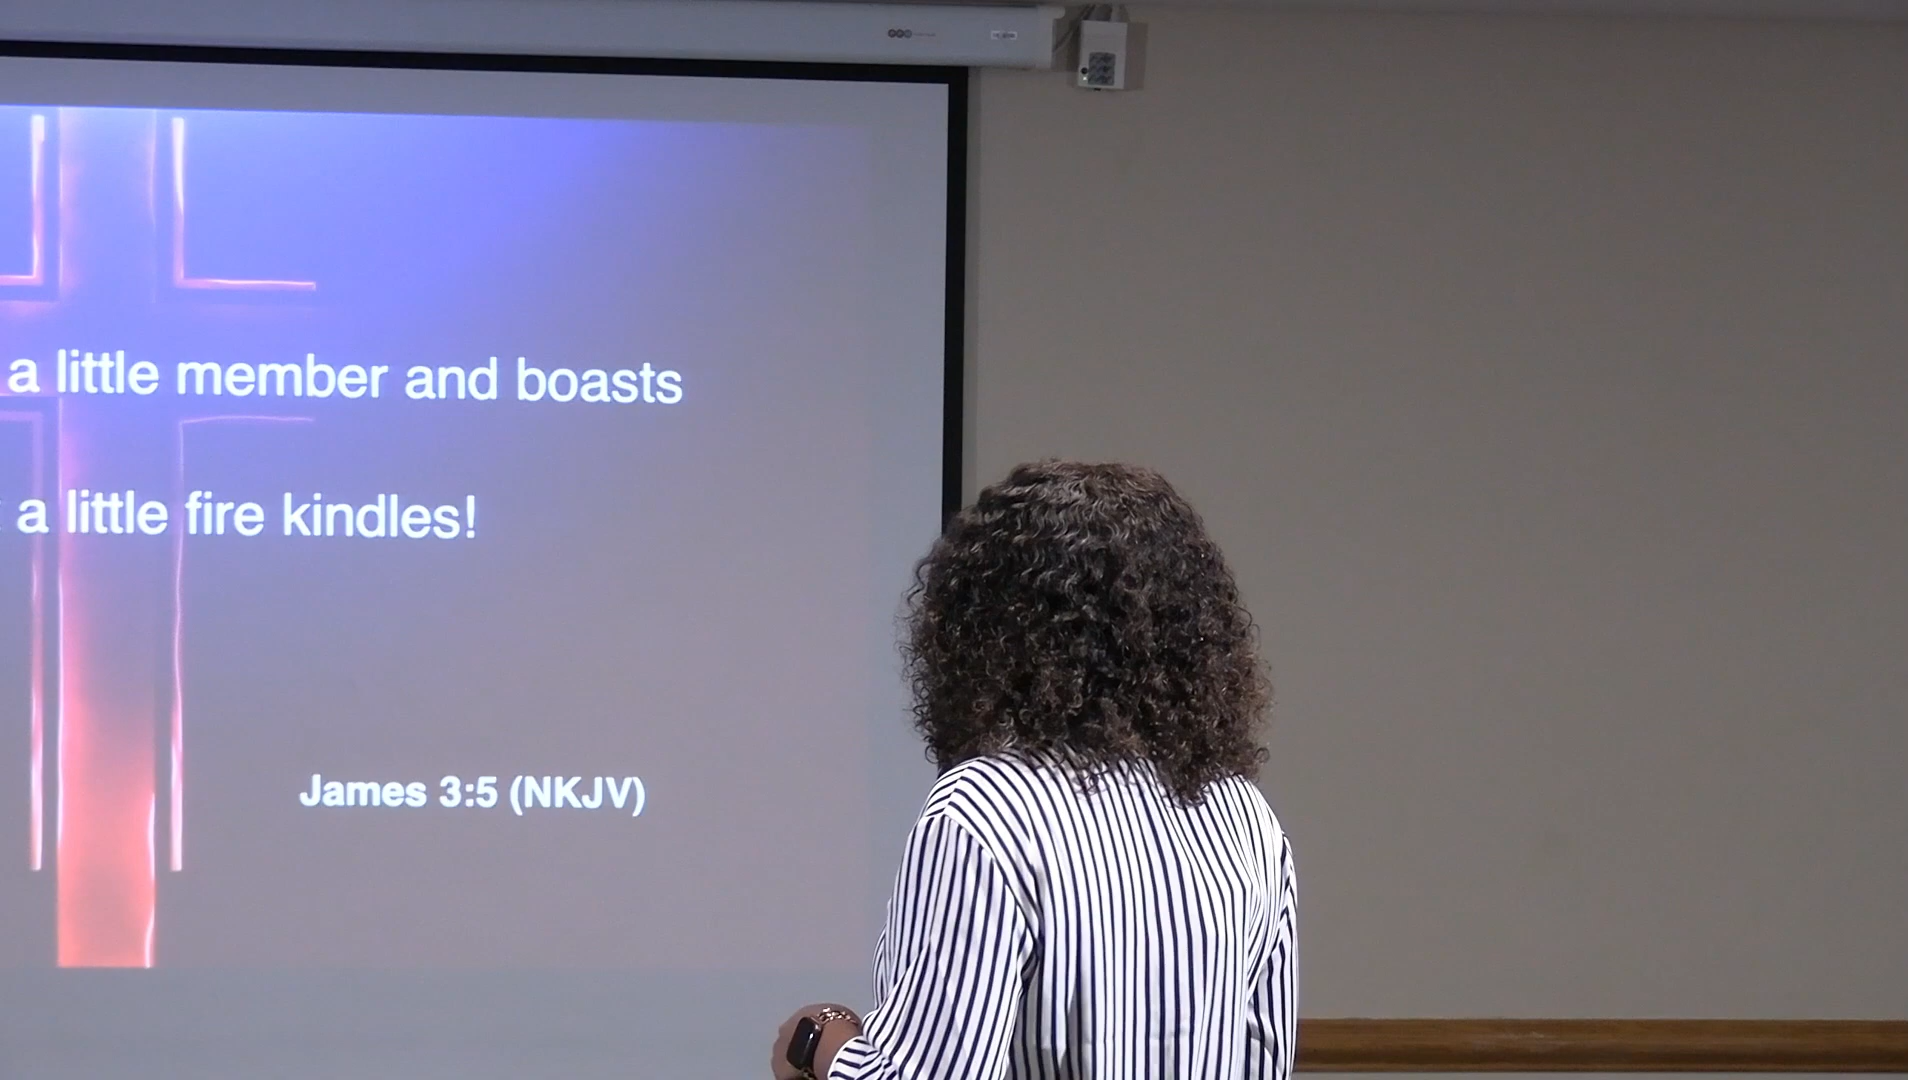 a little member and boasts
a little fire kindles!
James 3:5 (NKJV)